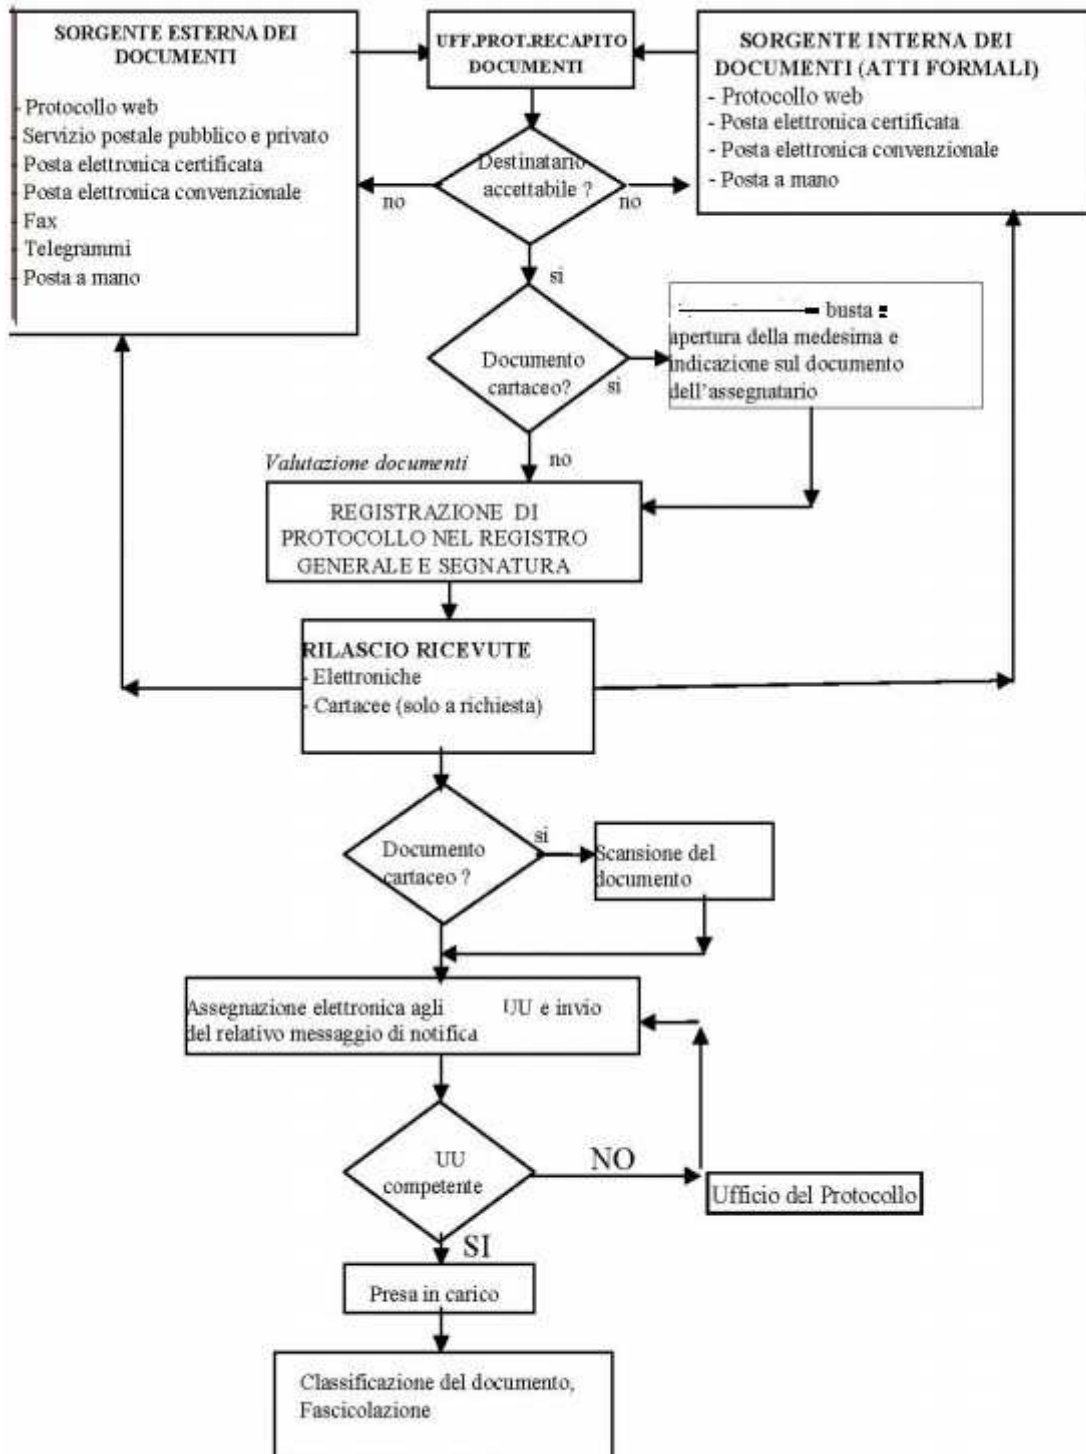 SORGENTE ESTERNA DEI
DOCUMENTI
- Protocollo web
- Servizio postale pubblico e privato
- Posta elettronica certificata
- Posta elettronica convenzionale
- Fax
- Telegrammi
- Posta a mano
UFF.PROT.RECAPITO
DOCUMENTI
SORGENTE INTERNA DEI
DOCUMENTI (ATTI FORMALI)
- Protocollo web
- Posta elettronica certificata
- Posta elettronica convenzionale
- Posta a mano
Destinatario
accettabile ?
no
no
si
busta
apertura della medesima e
indicazione sul documento
dell'assegnatario
Documento
cartaceo?
si
no
Valutazione documenti
REGISTRAZIONE DI
PROTOCOLLO NEL REGISTRO
GENERALE E SEGNATURA
RILASCIO RICEVUTE
- Elettroniche
- Cartacee (solo a richiesta)
Documento
cartaceo ?
si
Scansione del
documento
Assegnazione elettronica agli UU e invio
del relativo messaggio di notifica
UU
competente
NO
Ufficio del Protocollo
SI
Presa in carico
Classificazione del documento,
Fascicolazione